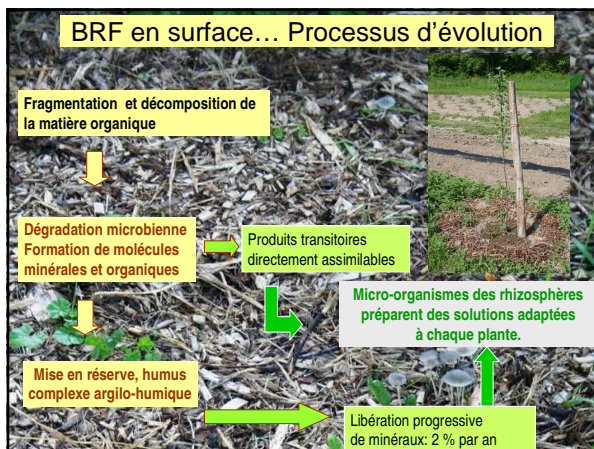 BRF en surface… Processus d'évolution
Fragmentation et décomposition de
la matière organique
Dégradation microbienne
Formation de molécules
minérales et organiques
Produits transitoires
directement assimilables
Micro-organismes des rhizosphères
préparent des solutions adaptées
à chaque plante.
Mise en réserve, humus
complexe argilo-humique
Libération progressive
de minéraux: 2 % par an